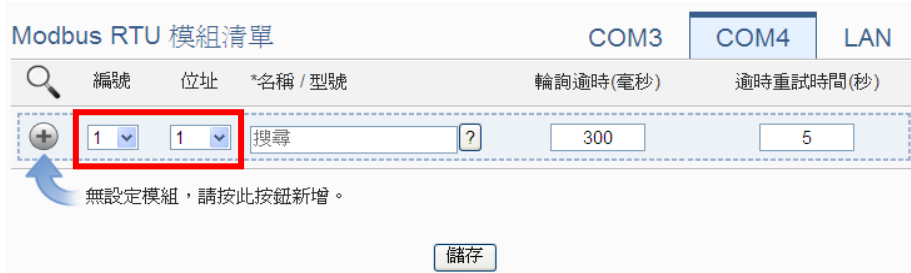 Modbus RTU 模組清單 COM3 COM4 LAN
編號 位址 *名稱 / 型號 輪詢逾時(毫秒) 逾時重試時間(秒)
1 1 搜尋 ? 300 5
無設定模組，請按此按鈕新增。
儲存